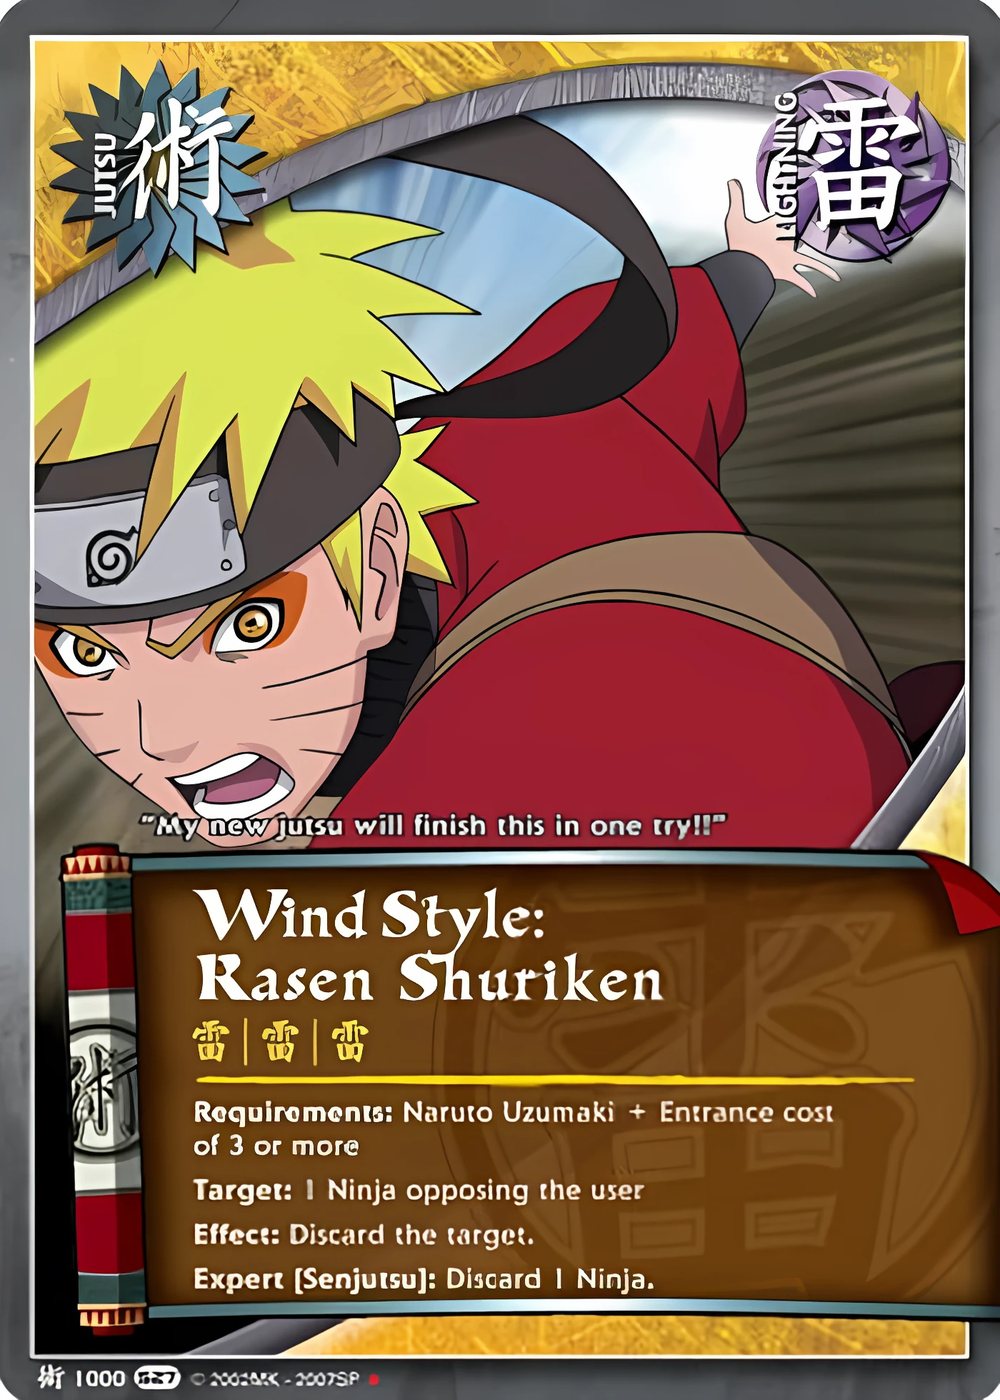 JUTSU
術
LIGHTNING
雷
"My new jutsu will finish this in one try!!"
Wind Style:
Rasen Shuriken
雷|雷|雷
術
Requirements: Naruto Uzumaki + Entrance cost
of 3 or more
Target: 1 Ninja opposing the user
Effect: Discard the target.
Expert [Senjutsu]: Discard 1 Ninja.
術 1000